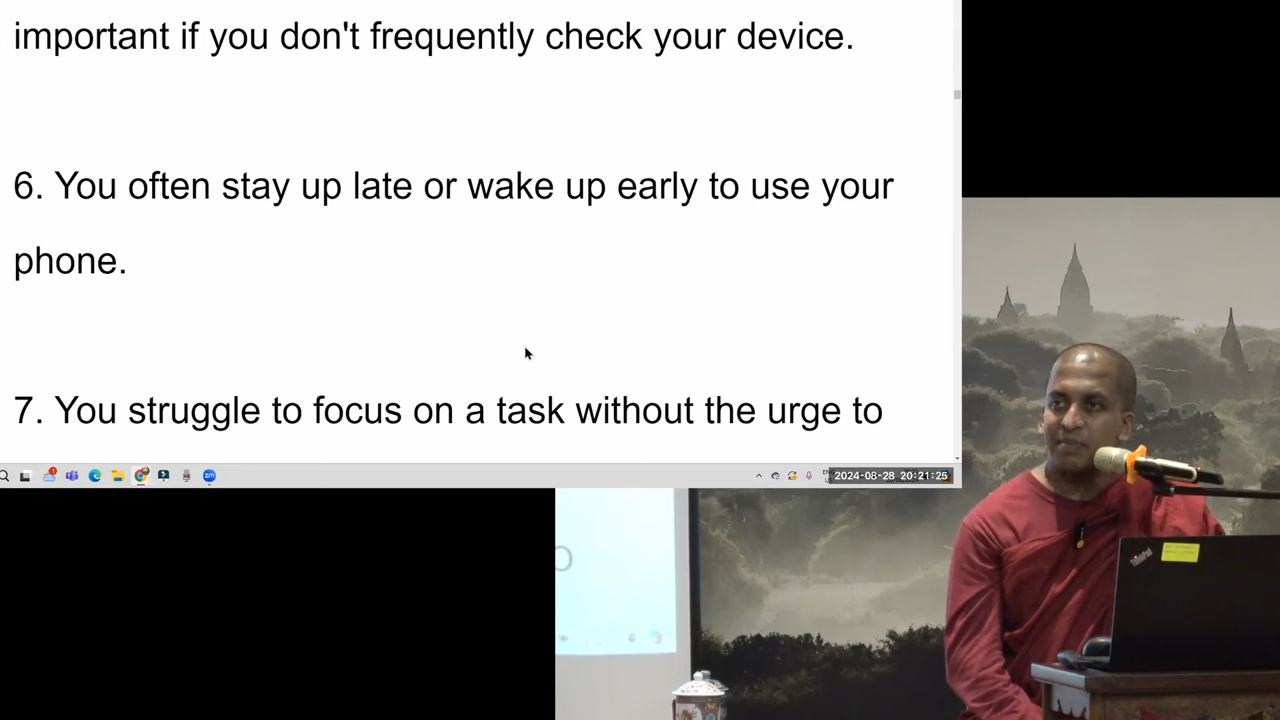 important if you don't frequently check your device.
6. You often stay up late or wake up early to use your
phone.
7. You struggle to focus on a task without the urge to
zm
2024-08-28 20:21:25
ThinkPad